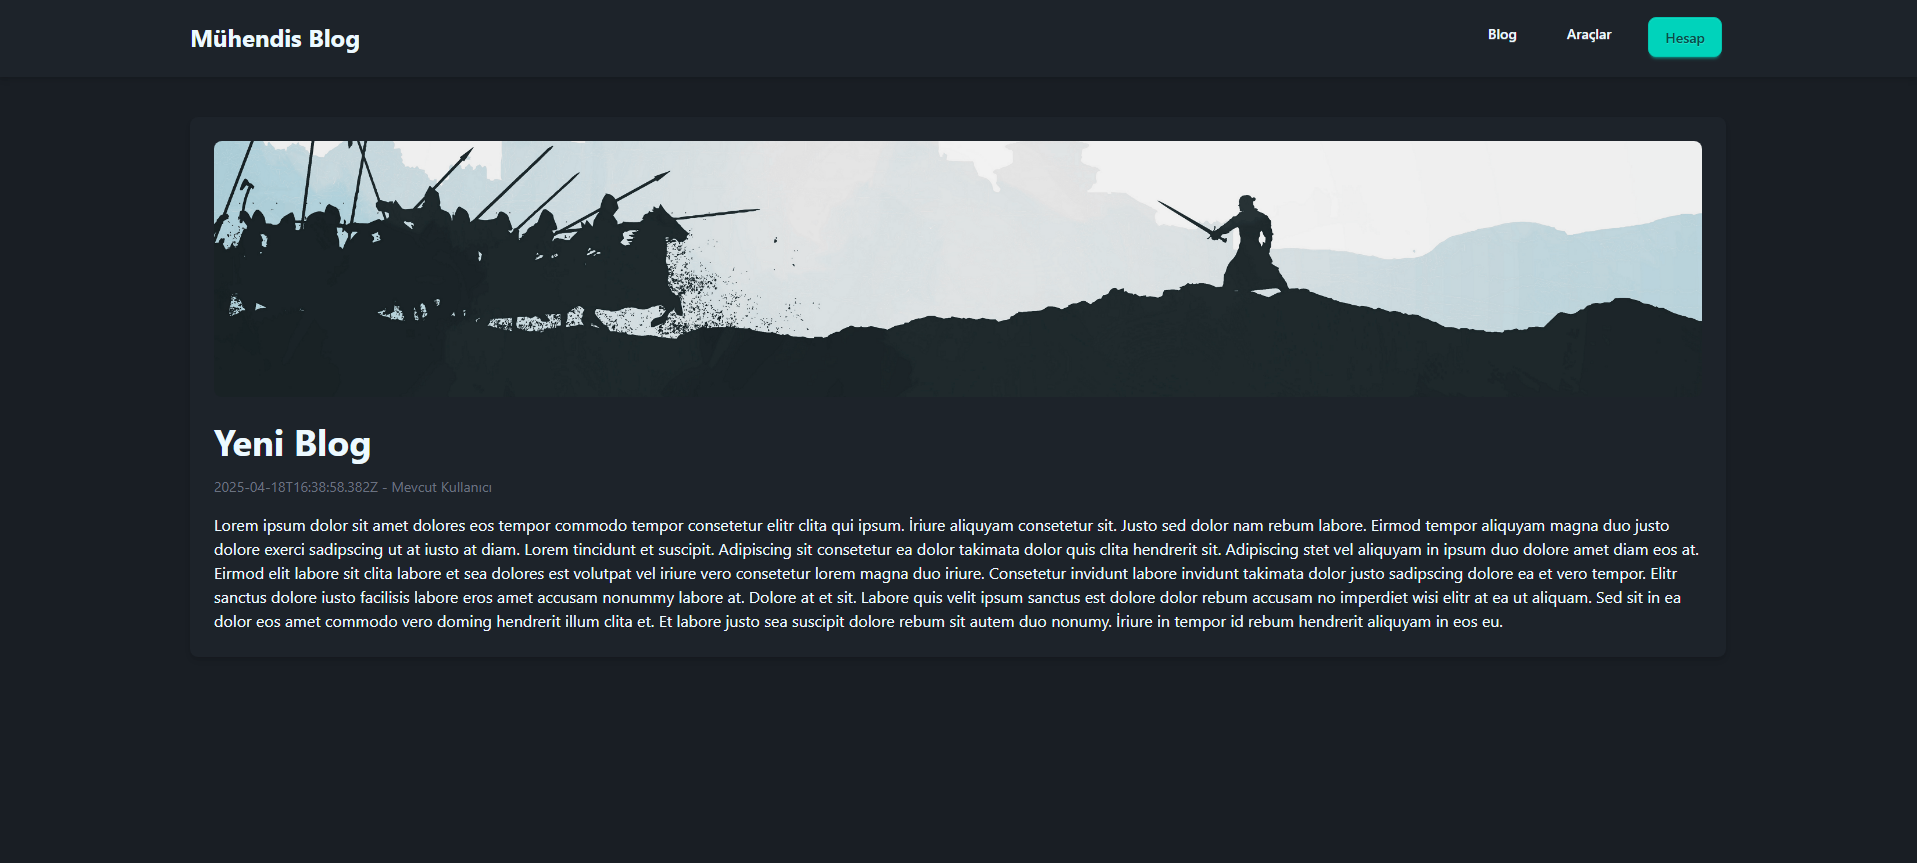 Mühendis Blog
Blog
Araçlar
Hesap
Yeni Blog
2025-04-18T16:38:58.382Z - Mevcut Kullanıcı
Lorem ipsum dolor sit amet dolores eos tempor commodo tempor consetetur elitr clita qui ipsum. İriure aliquyam consetetur sit. Justo sed dolor nam rebum labore. Eirmod tempor aliquyam magna duo justo
dolore exerci sadipscing ut at iusto at diam. Lorem tincidunt et suscipit. Adipiscing sit consetetur ea dolor takimata dolor quis clita hendrerit sit. Adipiscing stet vel aliquyam in ipsum duo dolore amet diam eos at.
Eirmod elit labore sit clita labore et sea dolores est volutpat vel iriure vero consetetur lorem magna duo iriure. Consetetur invidunt labore invidunt takimata dolor justo sadipscing dolore ea et vero tempor. Elitr
sanctus dolore iusto facilisis labore eros amet accusam nonummy labore at. Dolore at et sit. Labore quis velit ipsum sanctus est dolore dolor rebum accusam no imperdiet wisi elitr at ea ut aliquam. Sed sit in ea
dolor eos amet commodo vero doming hendrerit illum clita et. Et labore justo sea suscipit dolore rebum sit autem duo nonumy. İriure in tempor id rebum hendrerit aliquyam in eos eu.